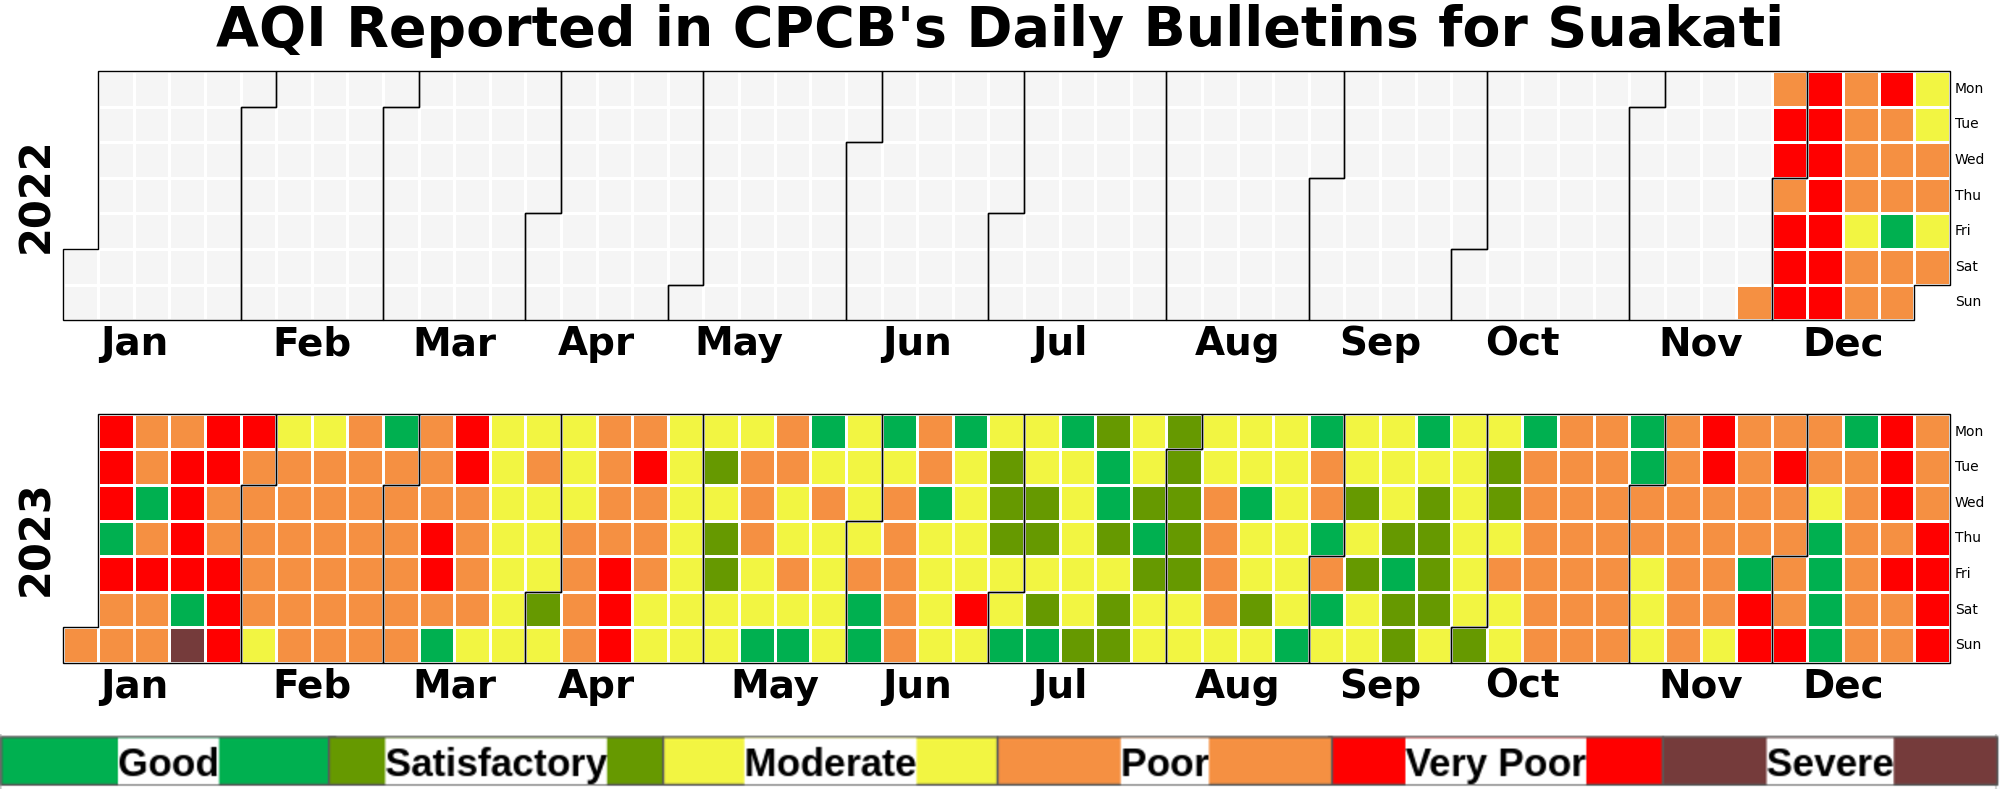 AQI Reported in CPCB's Daily Bulletins for Suakati
2022
Mon
Tue
Wed
Thu
Fri
Sat
Sun
Jan Feb Mar Apr May Jun Jul Aug Sep Oct Nov Dec
2023
Mon
Tue
Wed
Thu
Fri
Sat
Sun
Jan Feb Mar Apr May Jun Jul Aug Sep Oct Nov Dec
Good Satisfactory Moderate Poor Very Poor Severe